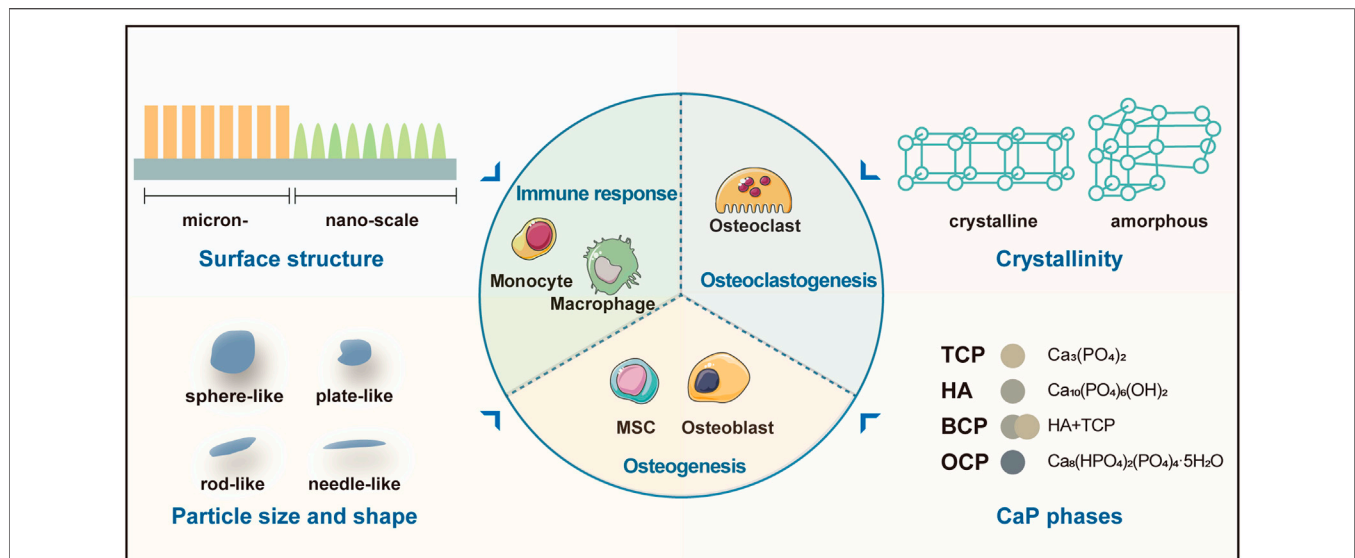 micron-
nano-scale
Surface structure
sphere-like
plate-like
rod-like
needle-like
Particle size and shape
Immune response
Monocyte
Macrophage
Osteoclast
Osteoclastogenesis
MSC
Osteoblast
Osteogenesis
crystalline
amorphous
Crystallinity
TCP Ca₃(PO₄)₂
HA Ca₁₀(PO₄)₆(OH)₂
BCP HA+TCP
OCP Ca₈(HPO₄)₂(PO₄)₄·5H₂O
CaP phases